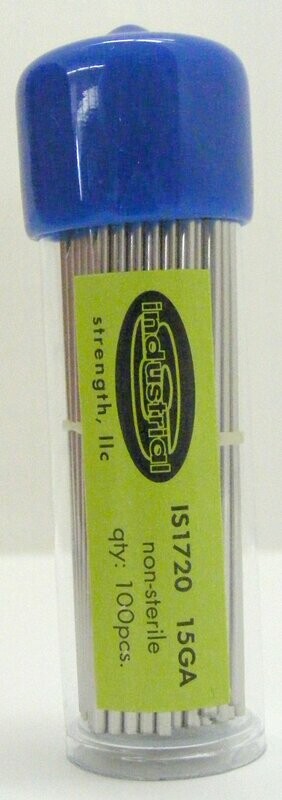 industrial
strength, llc
IS1720 15GA
non-sterile
qty: 100pcs.